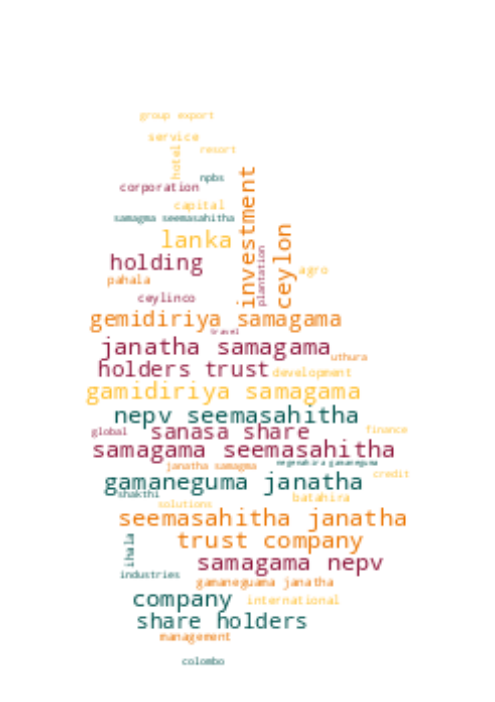 group export
service
hotel
resort
npbs
corporation
investment
capital
samagma seemasahitha
lanka
ceylon
plantation
holding
agro
pahala
ceylinco
gemidiriya samagama
travel
janatha samagama
uthura
holders trust
development
gamidiriya samagama
nepv seemasahitha
global
sanasa share
finance
samagama seemasahitha
janatha samagma
credit
gamaneguma janatha
shakthi
batahira
solutions
seemasahitha janatha
trust company
ihala
samagama nepv
industries
gamaneguama janatha
company
international
share holders
management
colombo